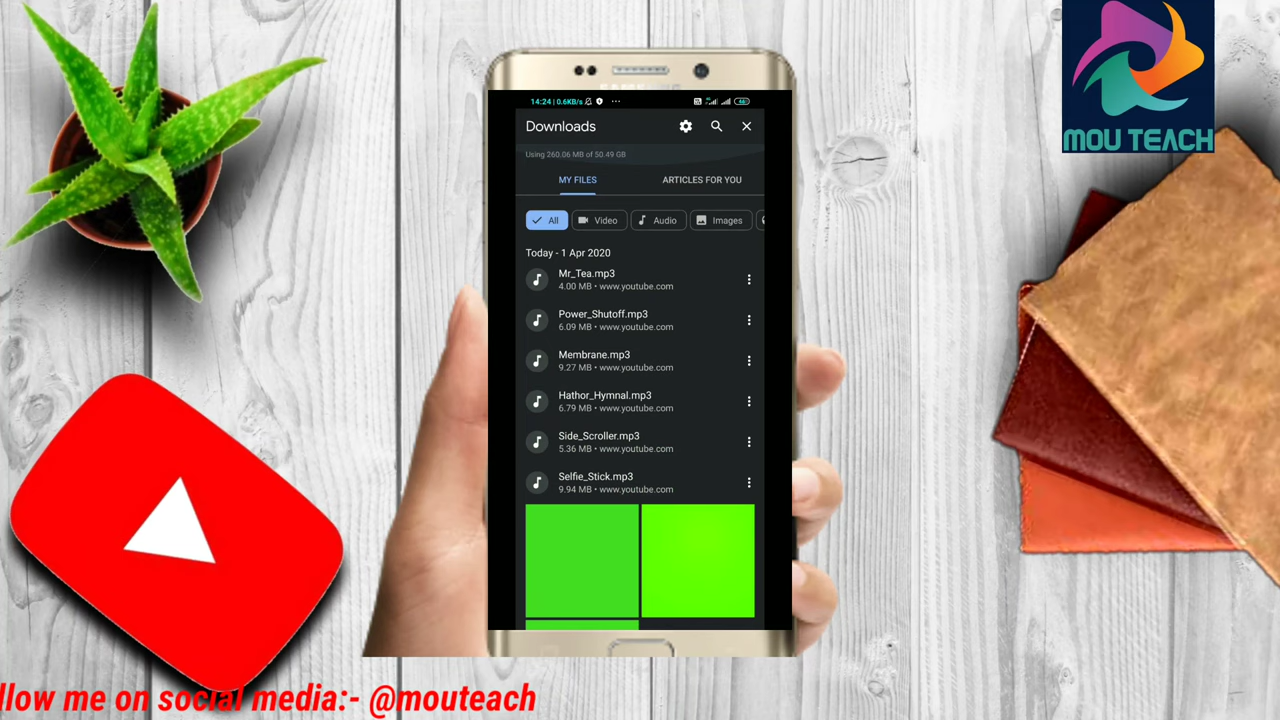 MOU TEACH
14:24 | 0.6KB/s ...
Downloads
Using 260.06 MB of 50.49 GB
MY FILES
ARTICLES FOR YOU
All
Video
Audio
Images
Today - 1 Apr 2020
Mr_Tea.mp3
4.00 MB • www.youtube.com
Power_Shutoff.mp3
6.09 MB • www.youtube.com
Membrane.mp3
9.27 MB • www.youtube.com
Hathor_Hymnal.mp3
6.79 MB • www.youtube.com
Side_Scroller.mp3
5.36 MB • www.youtube.com
Selfie_Stick.mp3
9.94 MB • www.youtube.com
llow me on social media:- @mouteach